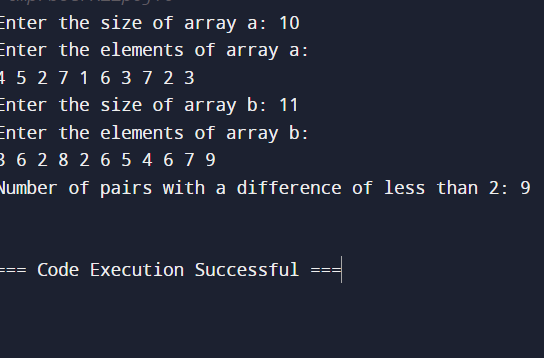 Enter the size of array a: 10
Enter the elements of array a:
4 5 2 7 1 6 3 7 2 3
Enter the size of array b: 11
Enter the elements of array b:
3 6 2 8 2 6 5 4 6 7 9
Number of pairs with a difference of less than 2: 9
=== Code Execution Successful ===